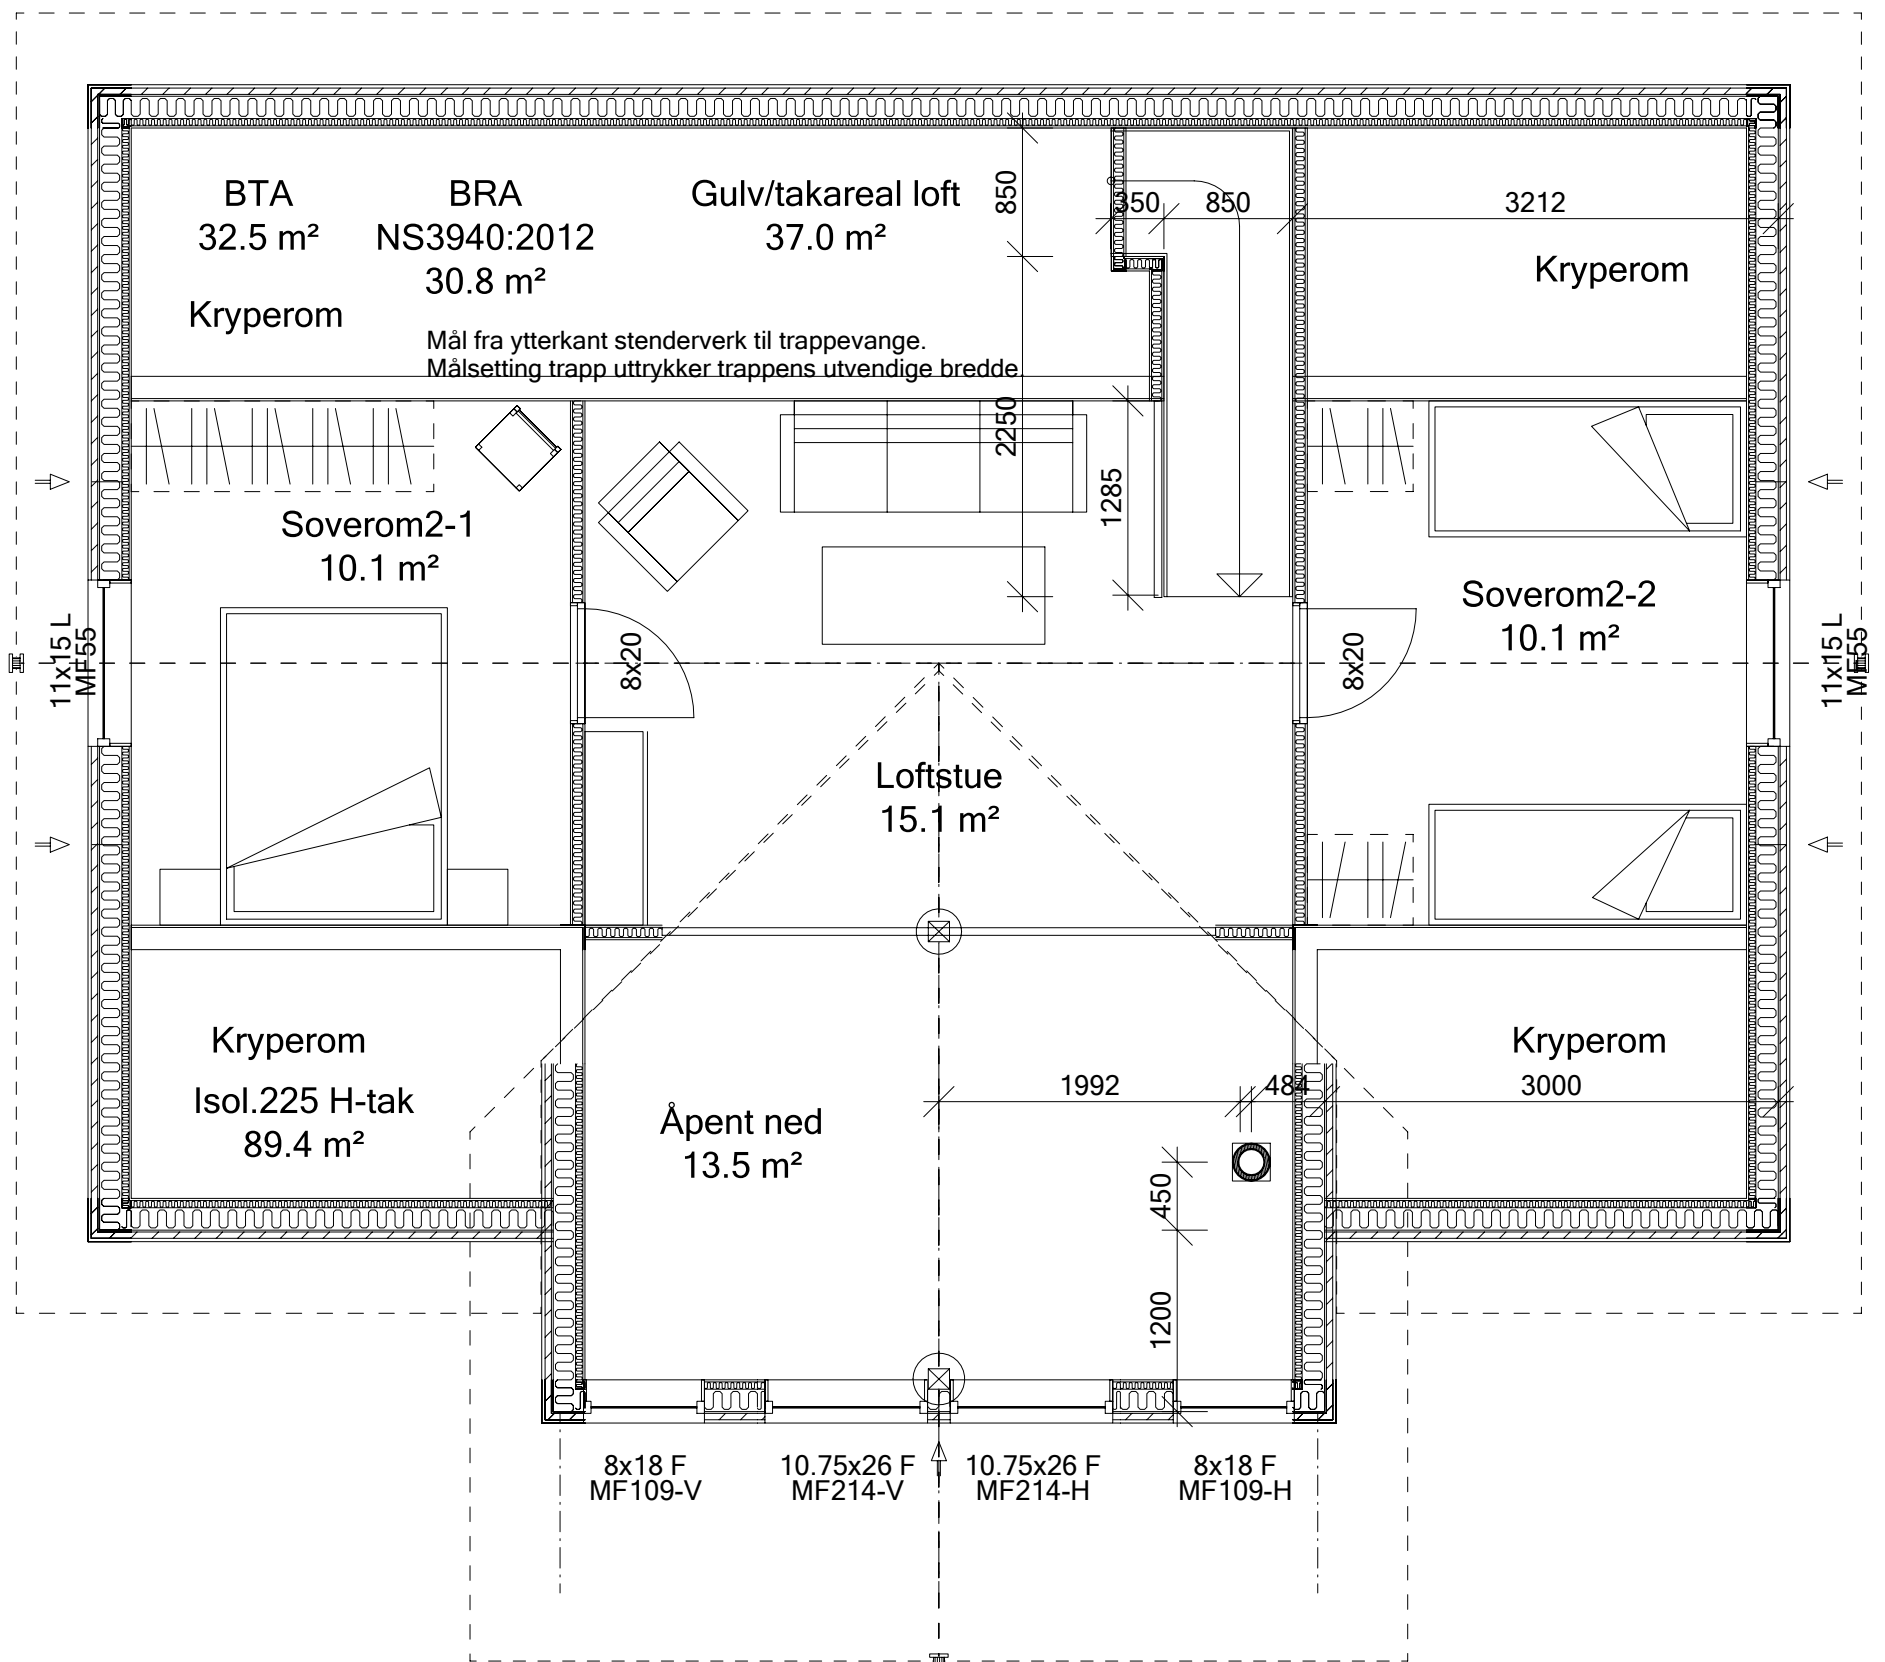 BTA
32.5 m²
BRA
NS3940:2012
30.8 m²
Gulv/takareal loft
37.0 m²
850
350
850
3212
Kryperom
Kryperom
Mål fra ytterkant stenderverk til trappevange.
Målsetting trapp uttrykker trappens utvendige bredde.
2250
1285
Soverom2-1
10.1 m²
Soverom2-2
10.1 m²
11x15 L
MF55
8x20
8x20
11x15 L
MF55
Loftstue
15.1 m²
Kryperom
Isol.225 H-tak
89.4 m²
Åpent ned
13.5 m²
Kryperom
1992
484
3000
450
1200
8x18 F
MF109-V
10.75x26 F
MF214-V
10.75x26 F
MF214-H
8x18 F
MF109-H